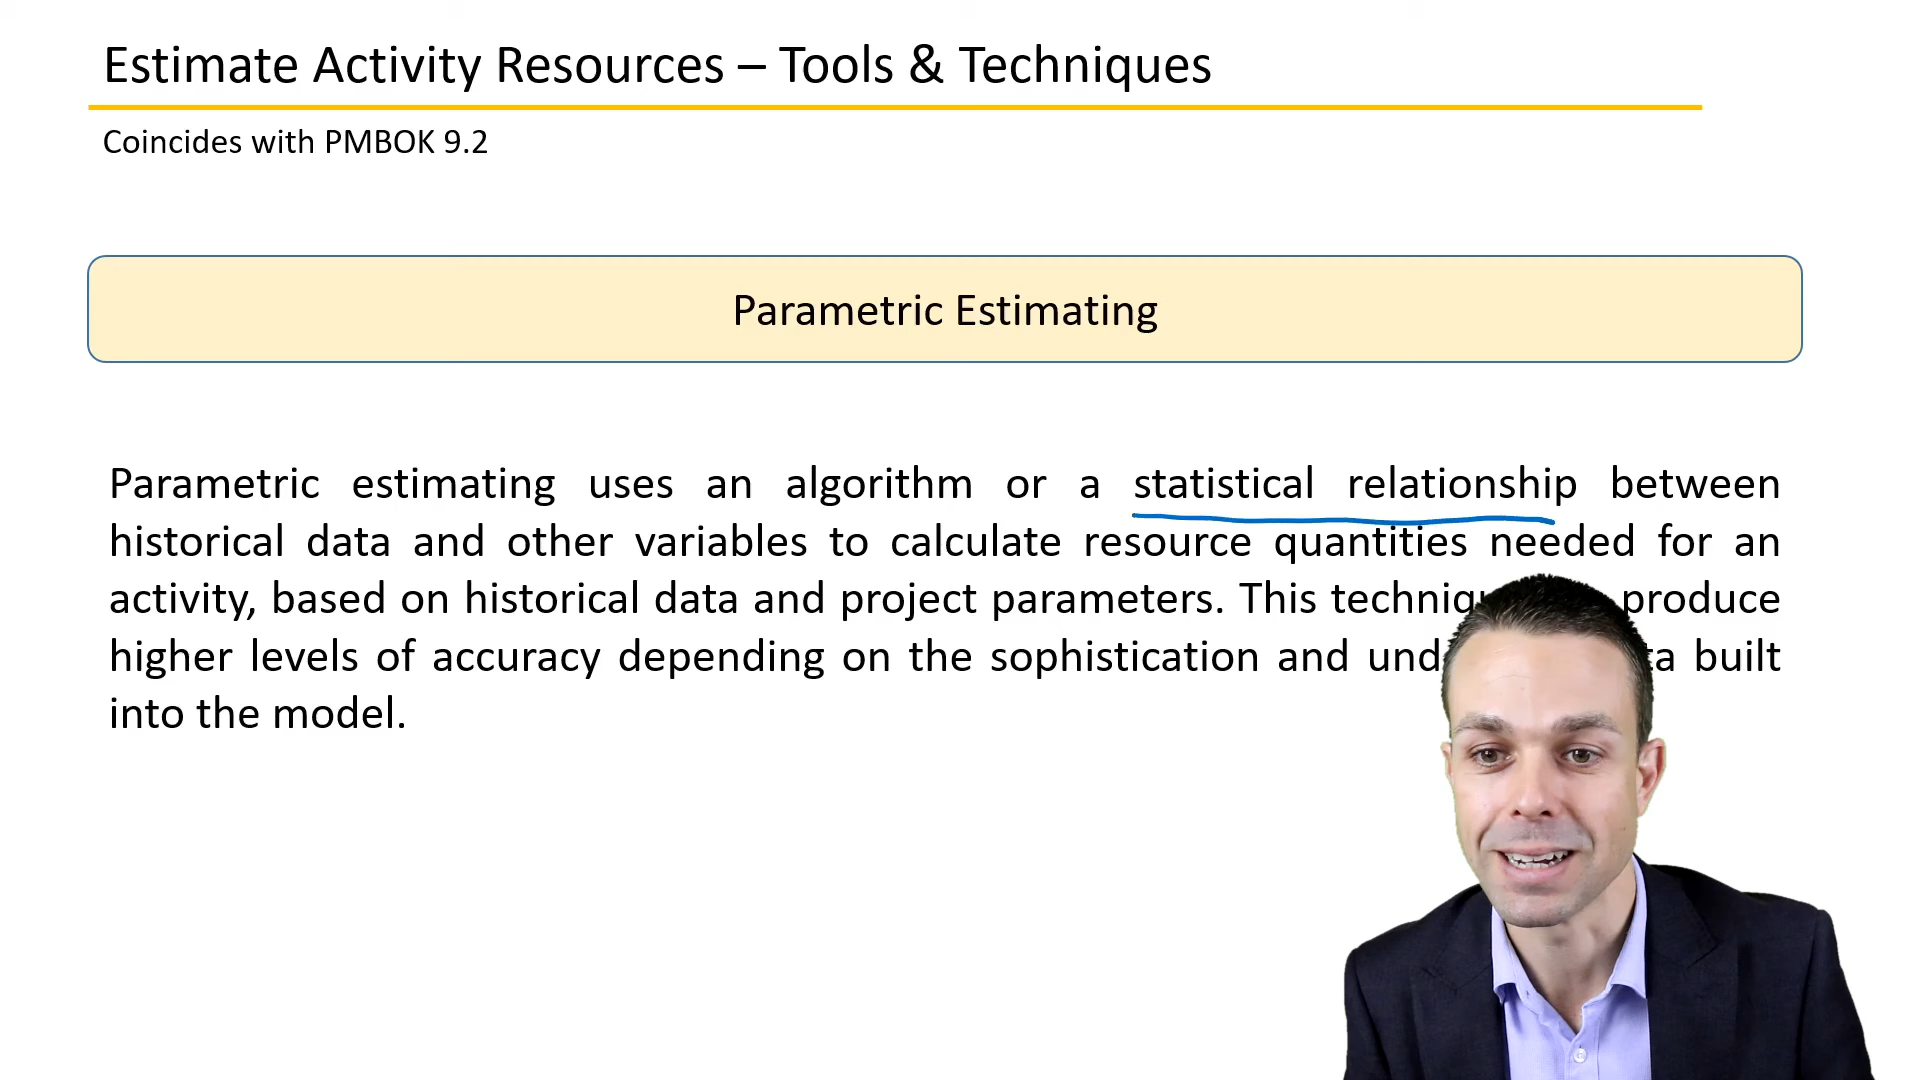 Estimate Activity Resources – Tools & Techniques
Coincides with PMBOK 9.2
Parametric Estimating
Parametric estimating uses an algorithm or a statistical relationship between
historical data and other variables to calculate resource quantities needed for an
activity, based on historical data and project parameters. This produce
higher levels of accuracy depending on the sophistication and built
into the model.